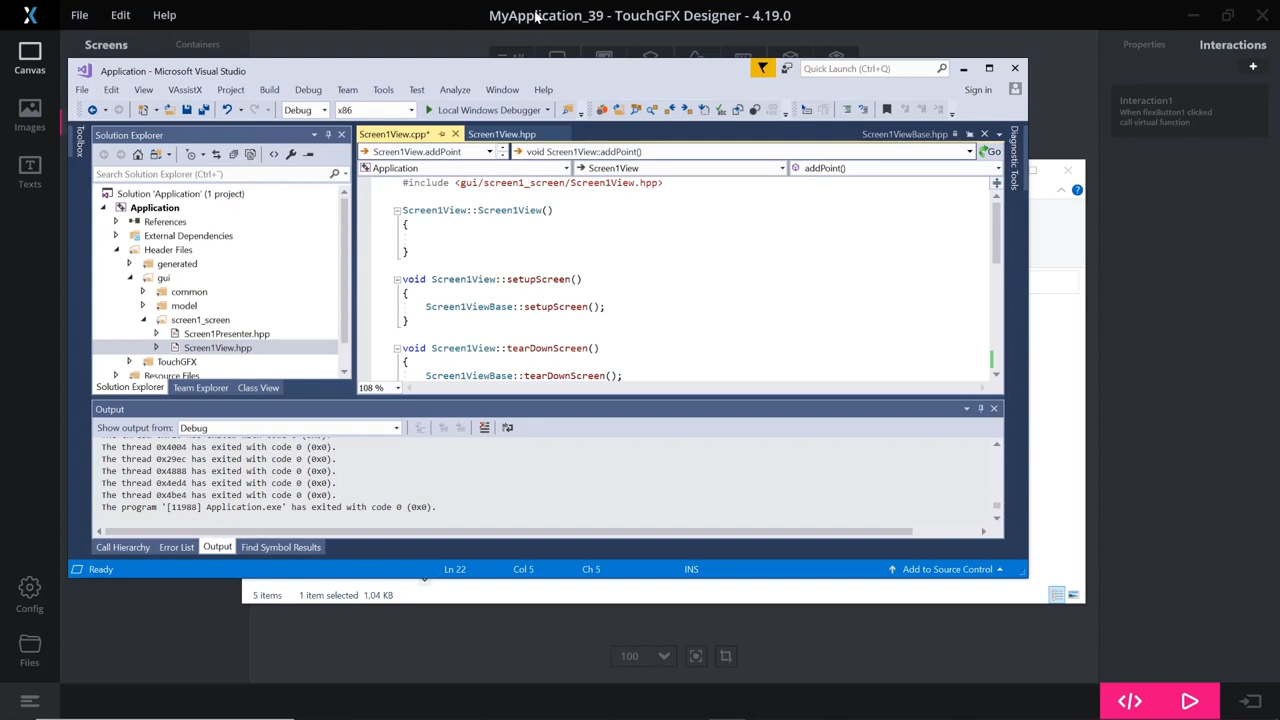 File Edit Help
MyApplication_39 - TouchGFX Designer - 4.19.0
Canvas
Images
Texts
Config
Files
Screens Containers
All
Properties Interactions
+
Interaction1
When flexButton1 clicked
call virtual function
Application - Microsoft Visual Studio
Quick Launch (Ctrl+Q)
File Edit View VAssistX Project Build Debug Team Tools Test Analyze Window Help Sign in
Debug x86 Local Windows Debugger
Toolbox
Solution Explorer
Search Solution Explorer (Ctrl+')
Solution 'Application' (1 project)
Application
References
External Dependencies
Header Files
generated
gui
common
model
screen1_screen
Screen1Presenter.hpp
Screen1View.hpp
TouchGFX
Resource Files
Solution Explorer Team Explorer Class View
Screen1View.cpp* Screen1View.hpp Screen1ViewBase.hpp
Screen1View.addPoint void Screen1View::addPoint() Go
Application Screen1View addPoint()
#include <gui/screen1_screen/Screen1View.hpp>
Screen1View::Screen1View()
{
}
void Screen1View::setupScreen()
{
Screen1ViewBase::setupScreen();
}
void Screen1View::tearDownScreen()
{
Screen1ViewBase::tearDownScreen();
108 %
Diagnostic Tools
Output
Show output from: Debug
The thread 0x4004 has exited with code 0 (0x0).
The thread 0x29ec has exited with code 0 (0x0).
The thread 0x4888 has exited with code 0 (0x0).
The thread 0x4ed4 has exited with code 0 (0x0).
The thread 0x4be4 has exited with code 0 (0x0).
The program '[11988] Application.exe' has exited with code 0 (0x0).
Call Hierarchy Error List Output Find Symbol Results
Ready Ln 22 Col 5 Ch 5 INS Add to Source Control
5 items 1 item selected 1,04 KB
100